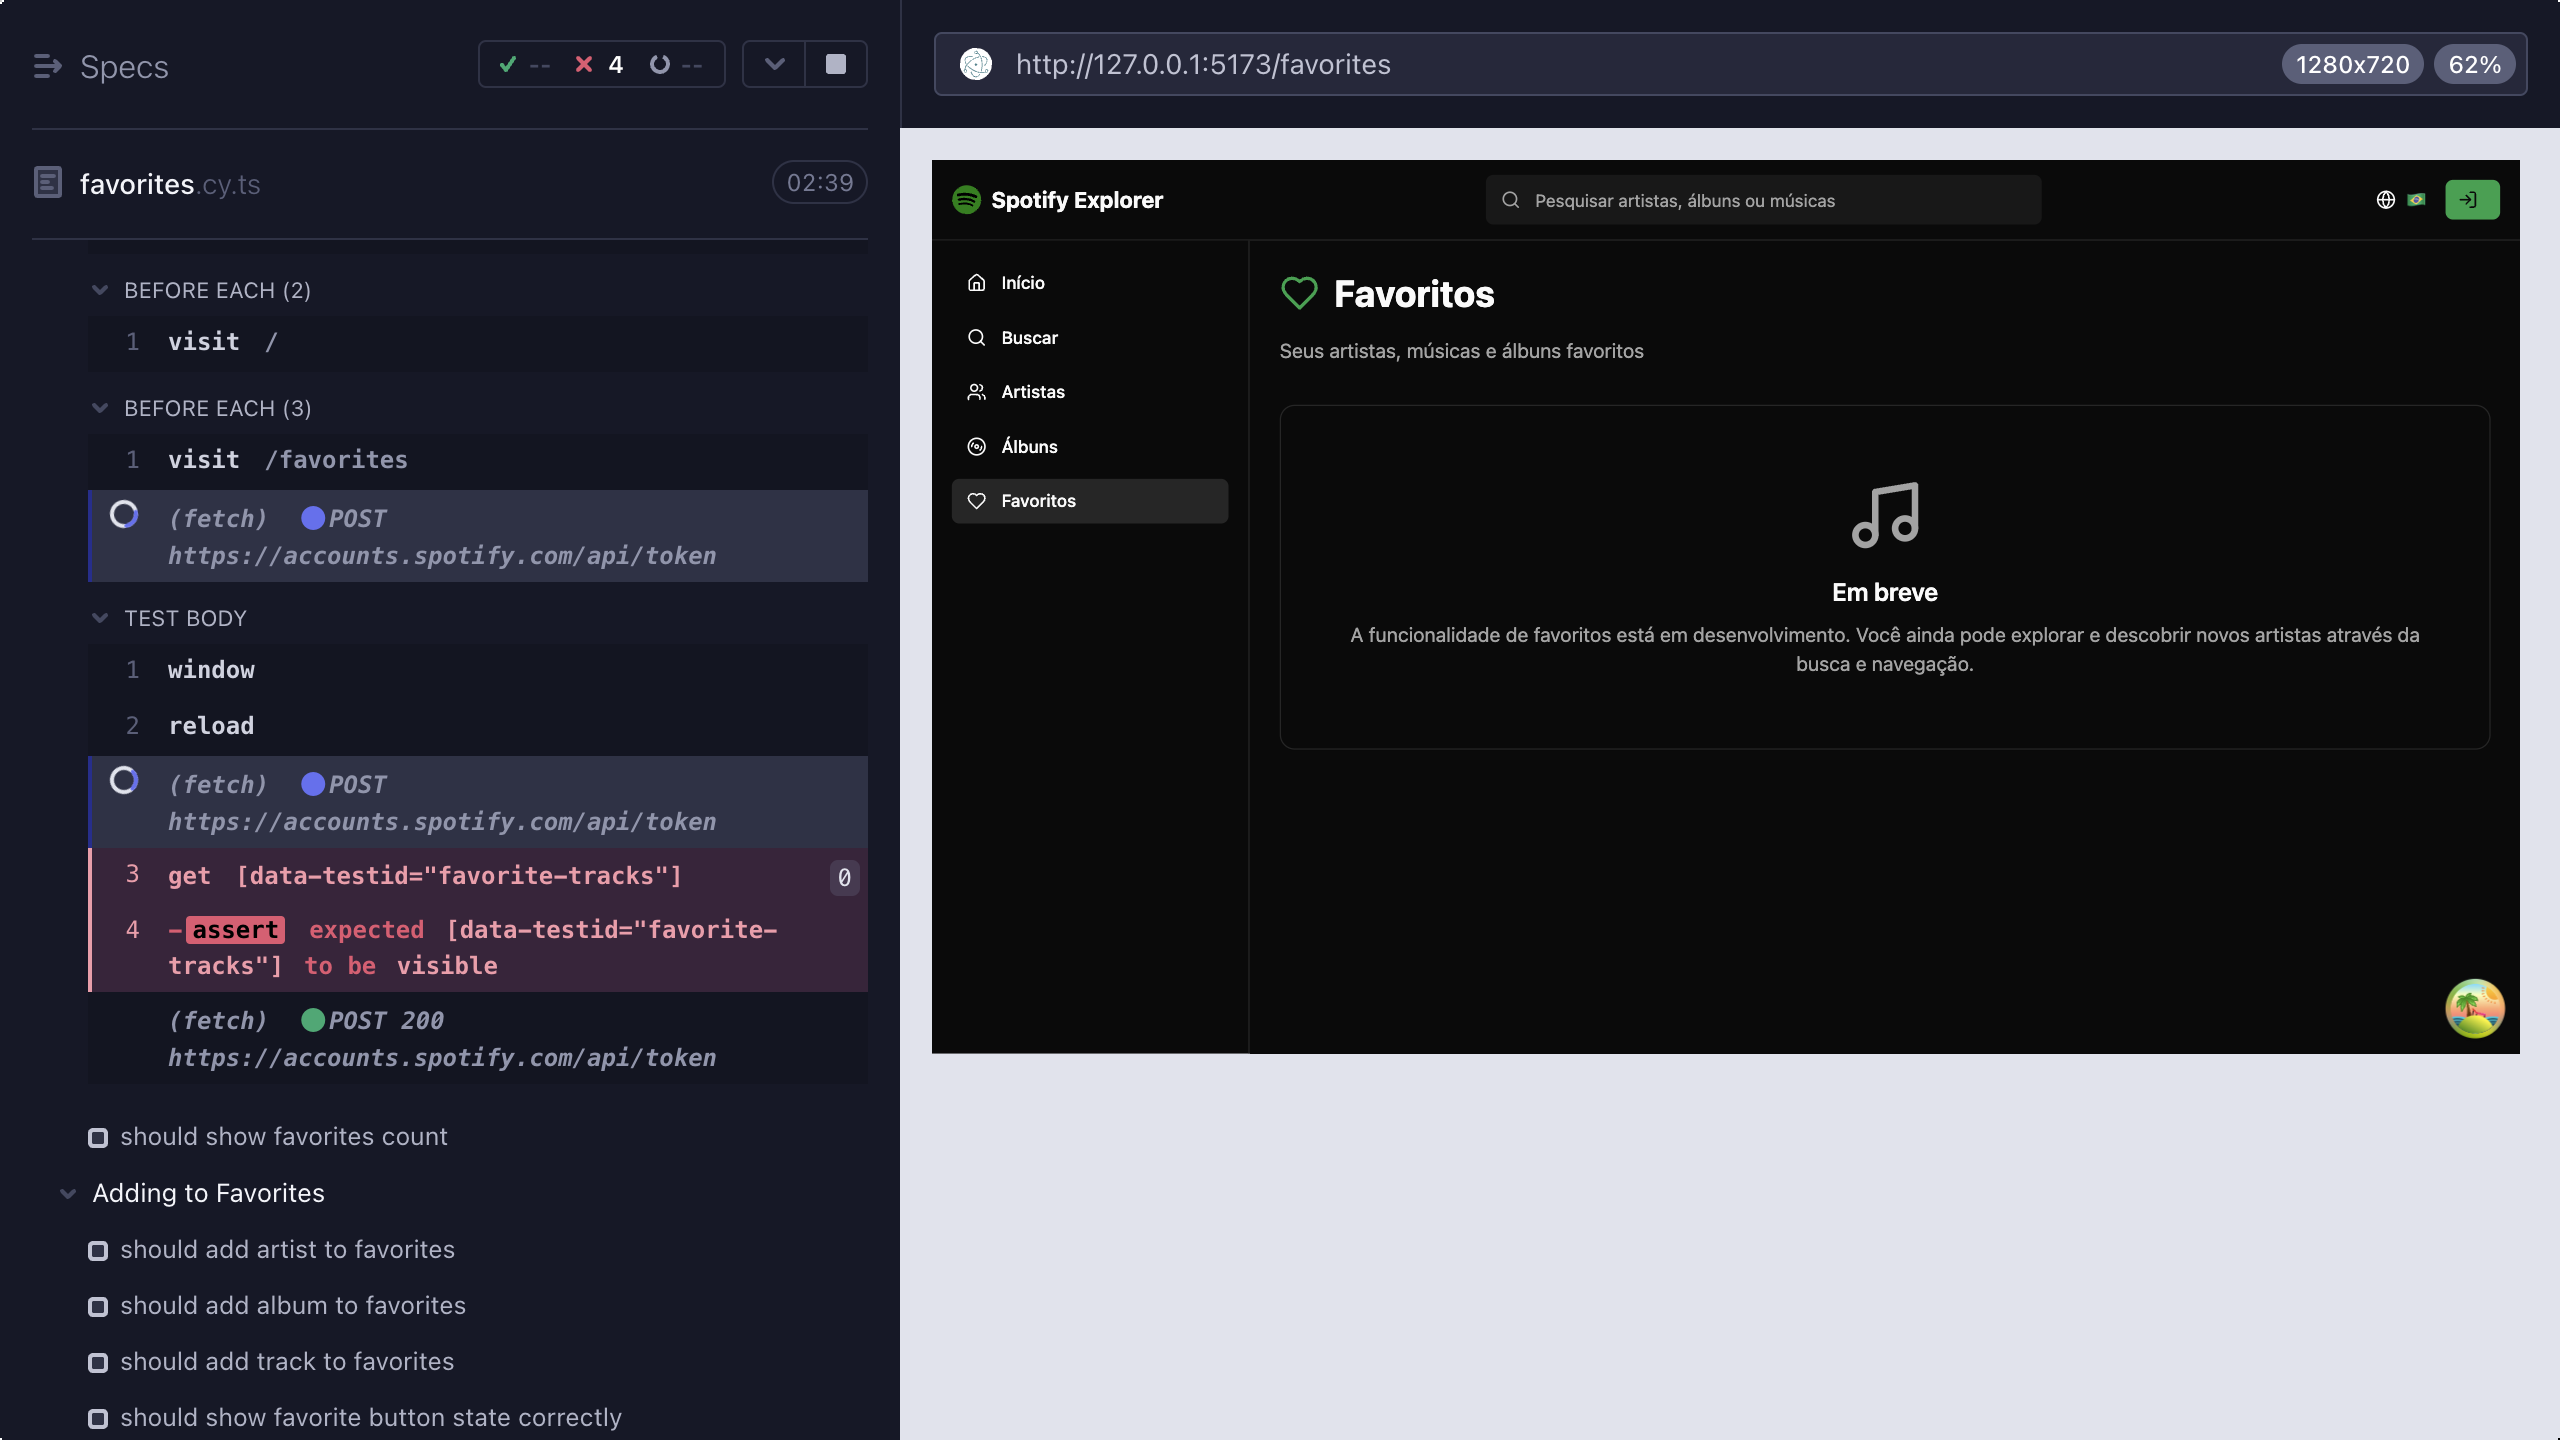 Specs
-- 4 --
favorites.cy.ts
02:39
BEFORE EACH (2)
1 visit /
BEFORE EACH (3)
1 visit /favorites
(fetch) POST
https://accounts.spotify.com/api/token
TEST BODY
1 window
2 reload
(fetch) POST
https://accounts.spotify.com/api/token
3 get [data-testid="favorite-tracks"] 0
4 -assert expected [data-testid="favorite-
tracks"] to be visible
(fetch) POST 200
https://accounts.spotify.com/api/token
should show favorites count
Adding to Favorites
should add artist to favorites
should add album to favorites
should add track to favorites
should show favorite button state correctly
http://127.0.0.1:5173/favorites
1280x720 62%
Spotify Explorer
Pesquisar artistas, álbuns ou músicas
Início
Buscar
Artistas
Álbuns
Favoritos
Favoritos
Seus artistas, músicas e álbuns favoritos
Em breve
A funcionalidade de favoritos está em desenvolvimento. Você ainda pode explorar e descobrir novos artistas através da
busca e navegação.